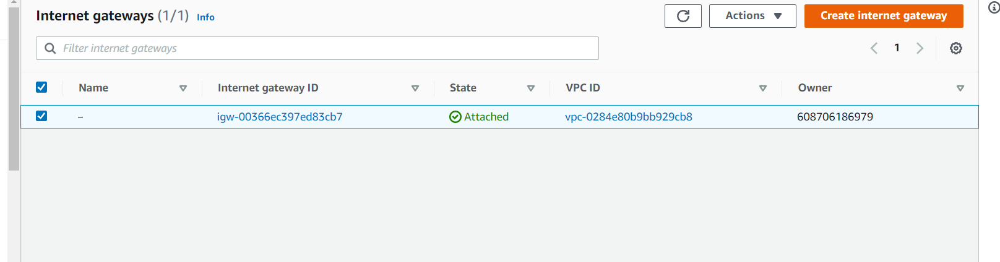 Internet gateways (1/1) Info
Actions
Create internet gateway
Filter internet gateways
1
Name Internet gateway ID State VPC ID Owner
– igw-00366ec397ed83cb7 Attached vpc-0284e80b9bb929cb8 608706186979